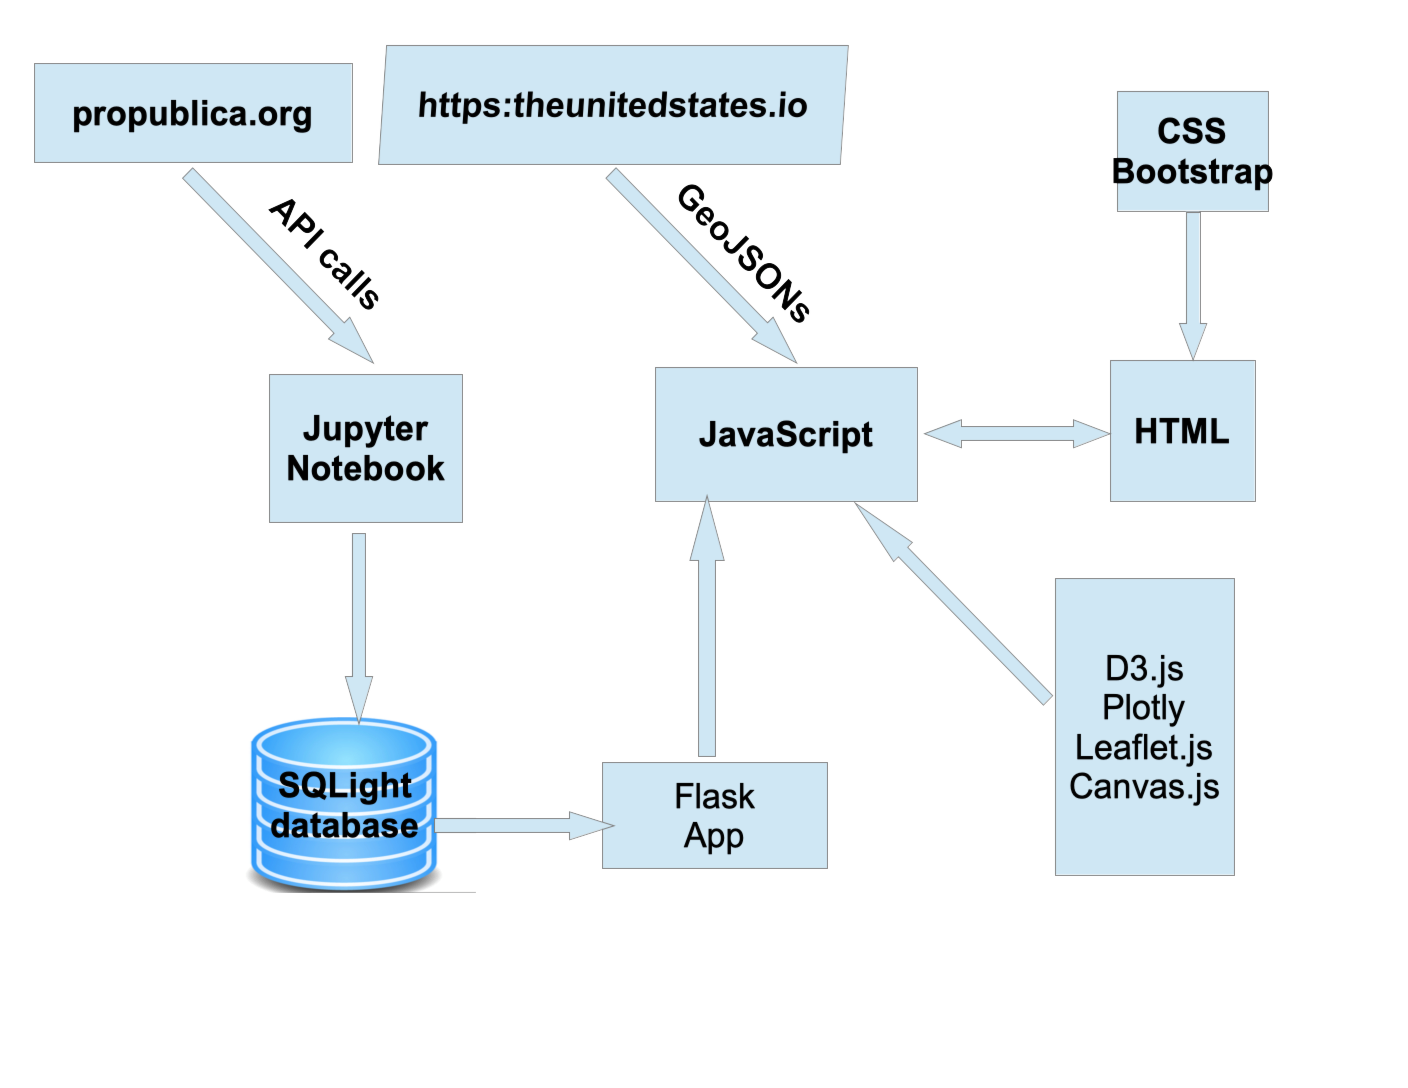 propublica.org
https:theunitedstates.io
CSS
Bootstrap
API calls
GeoJSONs
Jupyter
Notebook
JavaScript
HTML
D3.js
Plotly
Leaflet.js
Canvas.js
SQLight
database
Flask
App